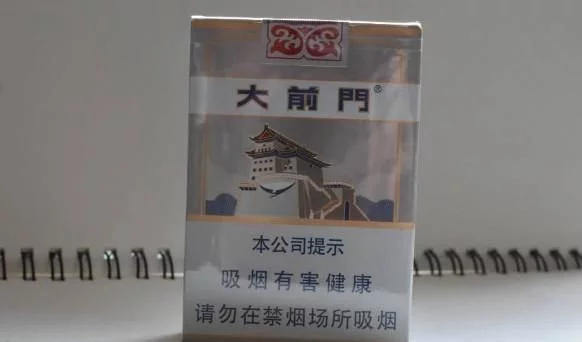 大前門®
本公司提示
吸烟有害健康
请勿在禁烟场所吸烟